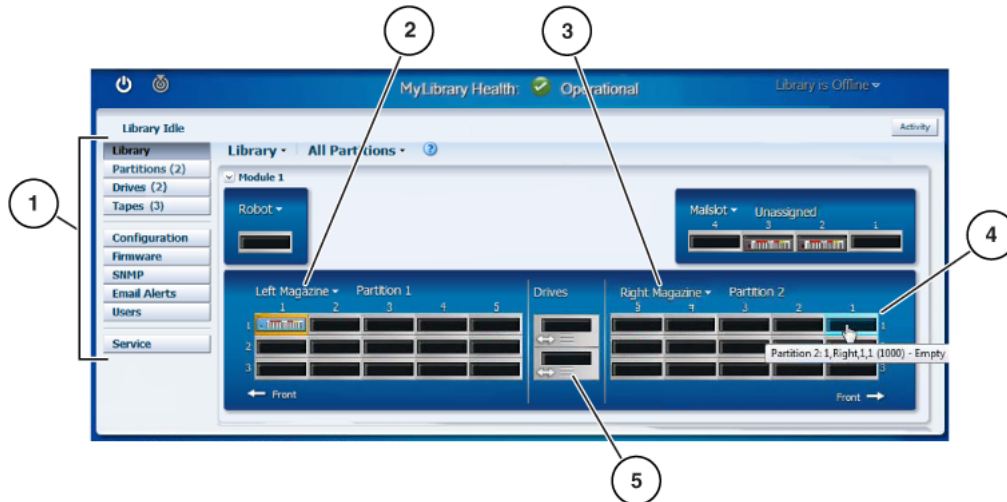 2
3
MyLibrary Health: Operational
Library is Offline
Library Idle
Activity
1
Library
Library
All Partitions
?
Partitions (2)
Module 1
Drives (2)
Tapes (3)
Robot
Mailslot
Unassigned
4 3 2 1
4
Configuration
Firmware
SNMP
Email Alerts
Users
Service
Left Magazine
Partition 1
Drives
Right Magazine
Partition 2
1 2 3 4 5
5 4 3 2 1
1
1
2
Partition 2: 1,Right,1,1 (1000) - Empty
3
3
Front
Front
5